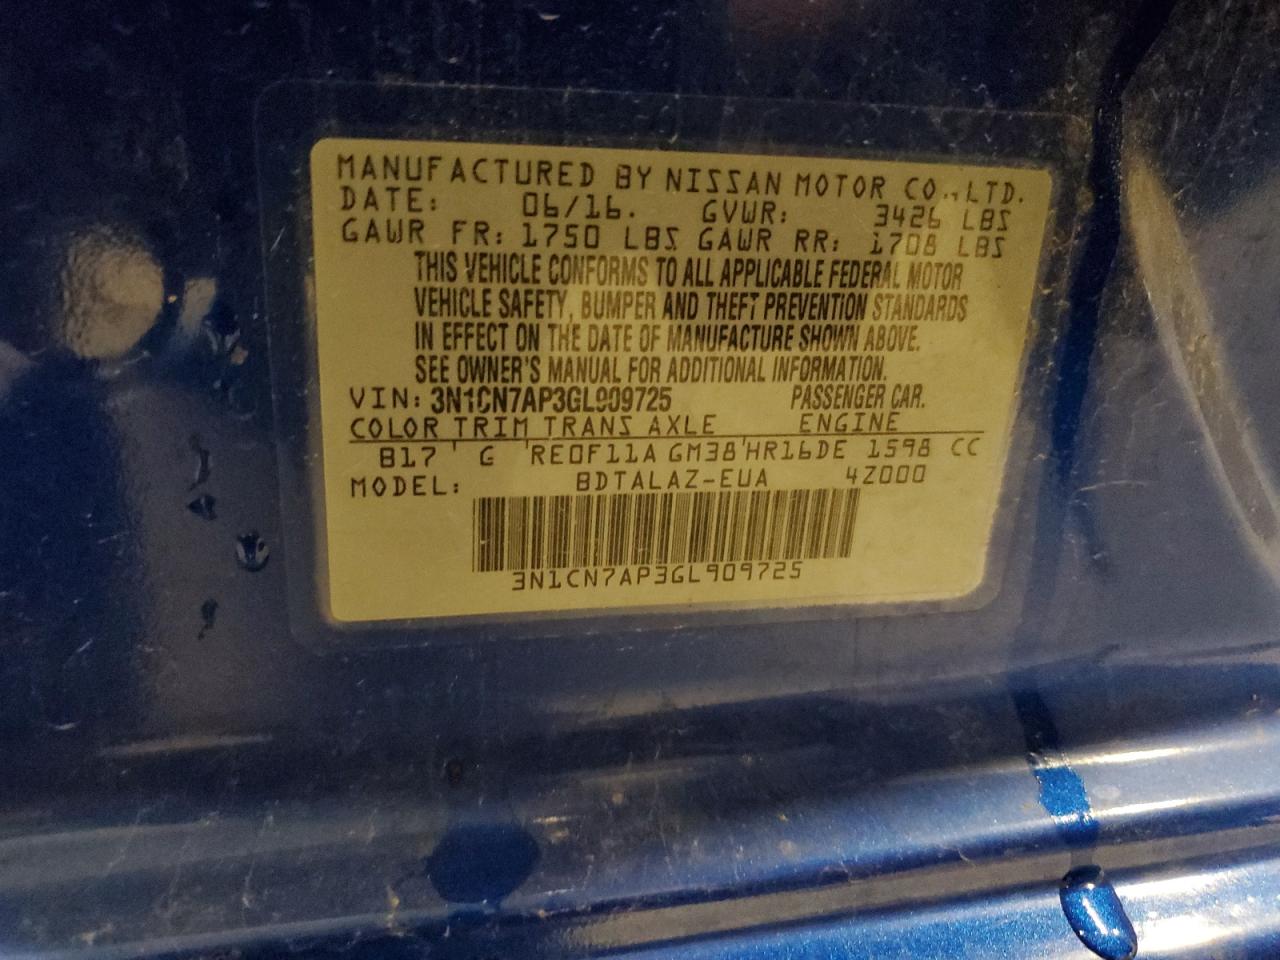 MANUFACTURED BY NISSAN MOTOR CO., LTD.
DATE: 06/16. GVWR: 3426 LBS
GAWR FR: 1750 LBS GAWR RR: 1708 LBS
THIS VEHICLE CONFORMS TO ALL APPLICABLE FEDERAL MOTOR
VEHICLE SAFETY, BUMPER AND THEFT PREVENTION STANDARDS
IN EFFECT ON THE DATE OF MANUFACTURE SHOWN ABOVE.
SEE OWNER'S MANUAL FOR ADDITIONAL INFORMATION.
VIN: 3N1CN7AP3GL909725 PASSENGER CAR.
COLOR TRIM TRANS AXLE ENGINE
B17 ' G 'RE0F11A GM38'HR16DE 1598 CC
MODEL: BDTALAZ-EUA 4Z000
3N1CN7AP3GL909725